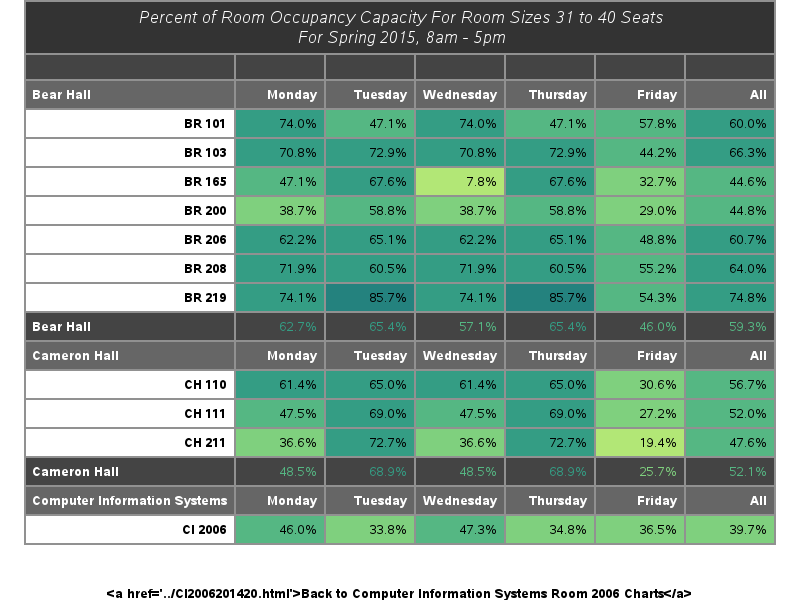 Percent of Room Occupancy Capacity For Room Sizes 31 to 40 Seats
For Spring 2015, 8am - 5pm
Bear Hall Monday Tuesday Wednesday Thursday Friday All
BR 101 74.0% 47.1% 74.0% 47.1% 57.8% 60.0%
BR 103 70.8% 72.9% 70.8% 72.9% 44.2% 66.3%
BR 165 47.1% 67.6% 7.8% 67.6% 32.7% 44.6%
BR 200 38.7% 58.8% 38.7% 58.8% 29.0% 44.8%
BR 206 62.2% 65.1% 62.2% 65.1% 48.8% 60.7%
BR 208 71.9% 60.5% 71.9% 60.5% 55.2% 64.0%
BR 219 74.1% 85.7% 74.1% 85.7% 54.3% 74.8%
Bear Hall 62.7% 65.4% 57.1% 65.4% 46.0% 59.3%
Cameron Hall Monday Tuesday Wednesday Thursday Friday All
CH 110 61.4% 65.0% 61.4% 65.0% 30.6% 56.7%
CH 111 47.5% 69.0% 47.5% 69.0% 27.2% 52.0%
CH 211 36.6% 72.7% 36.6% 72.7% 19.4% 47.6%
Cameron Hall 48.5% 68.9% 48.5% 68.9% 25.7% 52.1%
Computer Information Systems Monday Tuesday Wednesday Thursday Friday All
CI 2006 46.0% 33.8% 47.3% 34.8% 36.5% 39.7%
<a href='../CI2006201420.html'>Back to Computer Information Systems Room 2006 Charts</a>